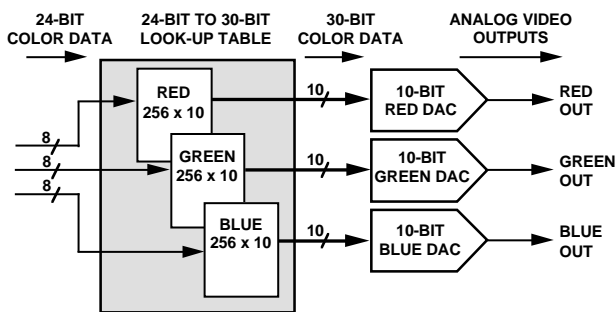 24-BIT
COLOR DATA
24-BIT TO 30-BIT
LOOK-UP TABLE
30-BIT
COLOR DATA
ANALOG VIDEO
OUTPUTS
RED
256 x 10
10
10-BIT
RED DAC
RED
OUT
8
8
8
GREEN
256 x 10
10
10-BIT
GREEN DAC
GREEN
OUT
BLUE
256 x 10
10
10-BIT
BLUE DAC
BLUE
OUT